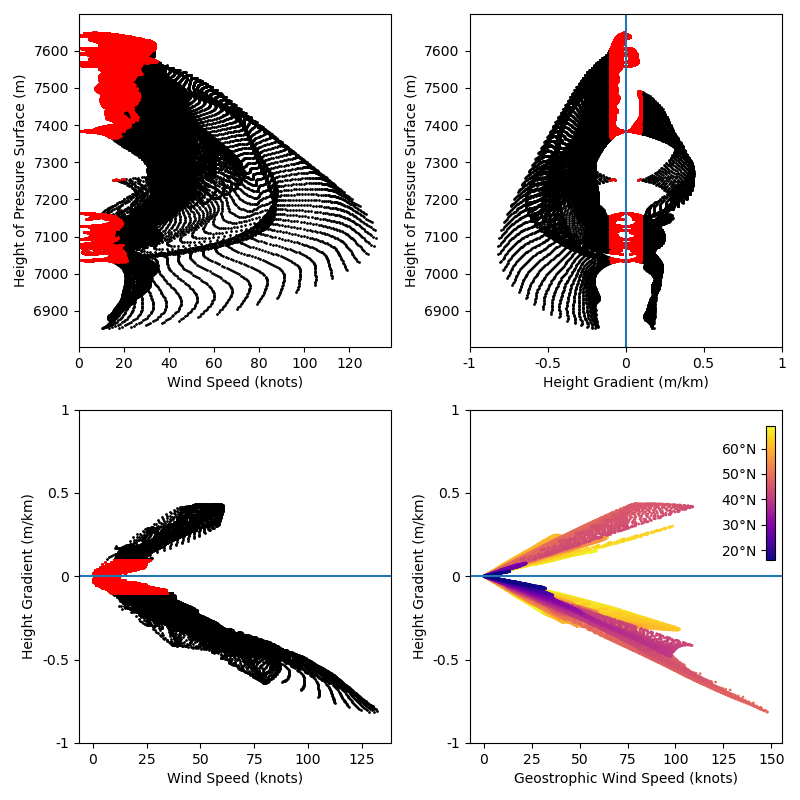 7600
7500
7400
7300
7200
7100
7000
6900
Height of Pressure Surface (m)
0 20 40 60 80 100 120
Wind Speed (knots)
7600
7500
7400
7300
7200
7100
7000
6900
Height of Pressure Surface (m)
-1 -0.5 0 0.5 1
Height Gradient (m/km)
1
0.5
0
-0.5
-1
Height Gradient (m/km)
0 25 50 75 100 125
Wind Speed (knots)
1
0.5
0
-0.5
-1
Height Gradient (m/km)
60°N
50°N
40°N
30°N
20°N
0 25 50 75 100 125 150
Geostrophic Wind Speed (knots)